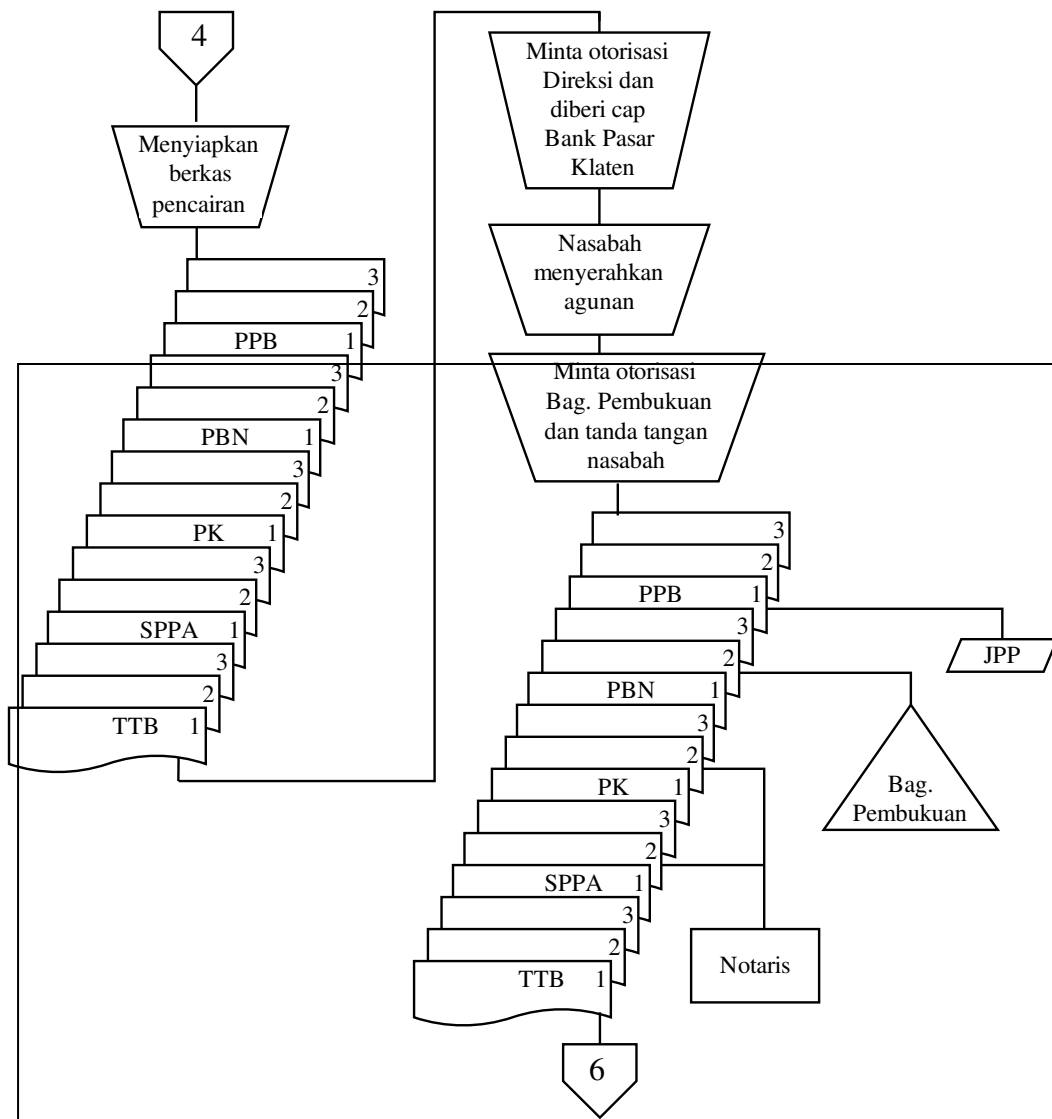 4
Menyiapkan
berkas
pencairan
3
2
PPB 1
3
2
PBN 1
3
2
PK 1
3
2
SPPA 1
3
2
TTB 1
Minta otorisasi
Direksi dan
diberi cap
Bank Pasar
Klaten
Nasabah
menyerahkan
agunan
Minta otorisasi
Bag. Pembukuan
dan tanda tangan
nasabah
3
2
PPB 1
3
2
PBN 1
3
2
PK 1
3
2
SPPA 1
3
2
TTB 1
JPP
Bag.
Pembukuan
Notaris
6